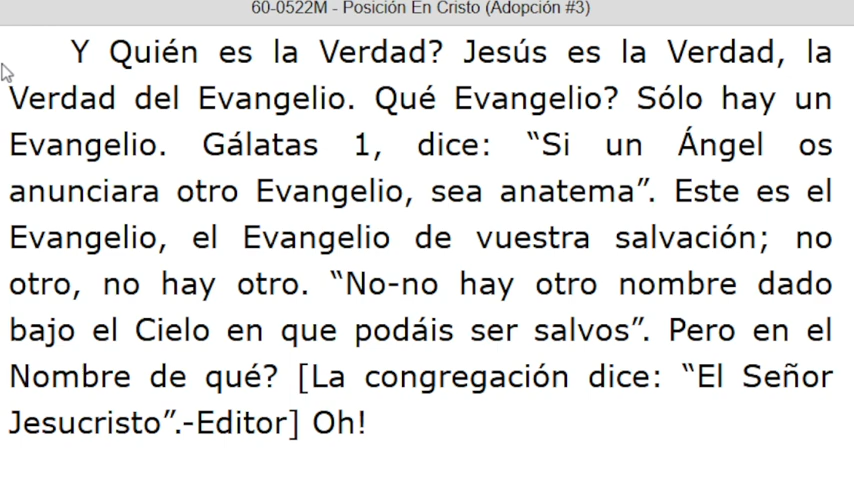 60-0522M - Posición En Cristo (Adopción #3)
Y Quién es la Verdad? Jesús es la Verdad, la
Verdad del Evangelio. Qué Evangelio? Sólo hay un
Evangelio. Gálatas 1, dice: “Si un Ángel os
anunciara otro Evangelio, sea anatema”. Este es el
Evangelio, el Evangelio de vuestra salvación; no
otro, no hay otro. “No-no hay otro nombre dado
bajo el Cielo en que podáis ser salvos”. Pero en el
Nombre de qué? [La congregación dice: “El Señor
Jesucristo”.-Editor] Oh!